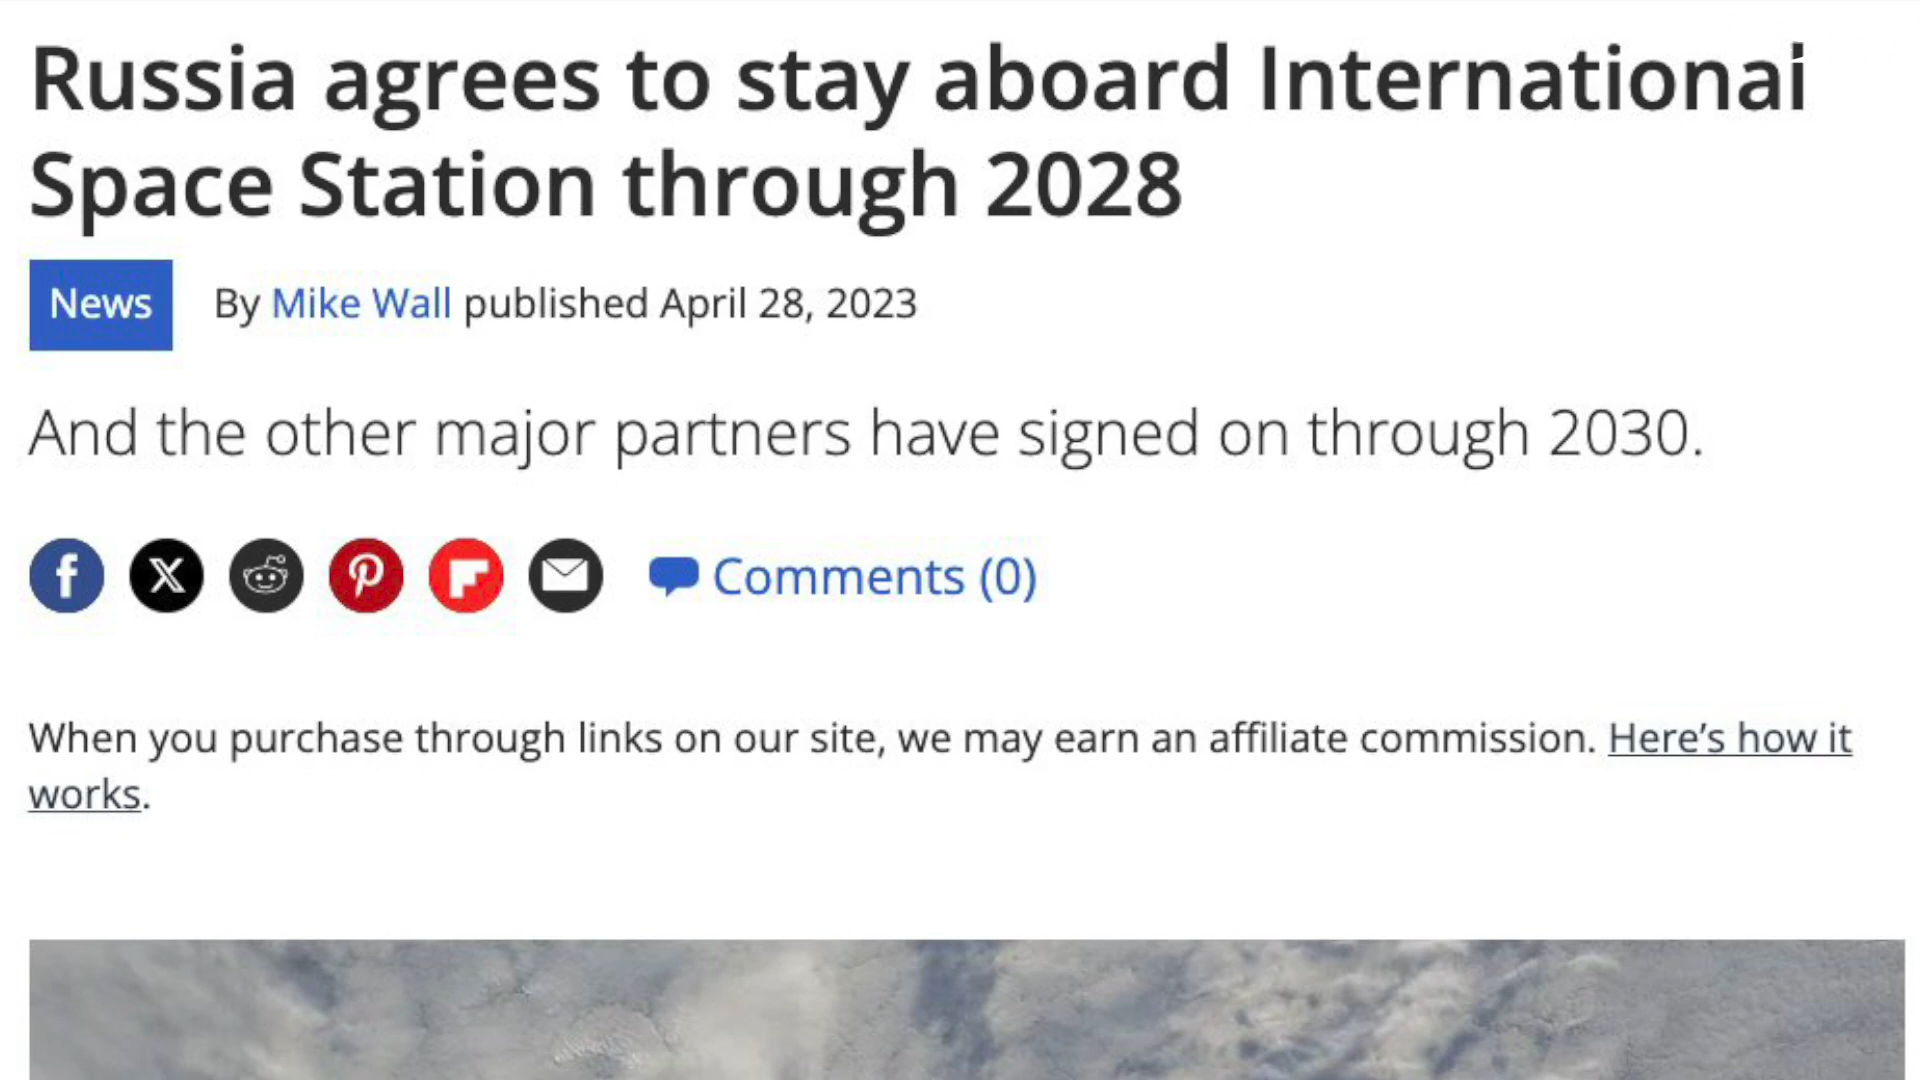 Russia agrees to stay aboard Internationai
Space Station through 2028
News
By Mike Wall published April 28, 2023
And the other major partners have signed on through 2030.
Comments (0)
When you purchase through links on our site, we may earn an affiliate commission. Here's how it
works.